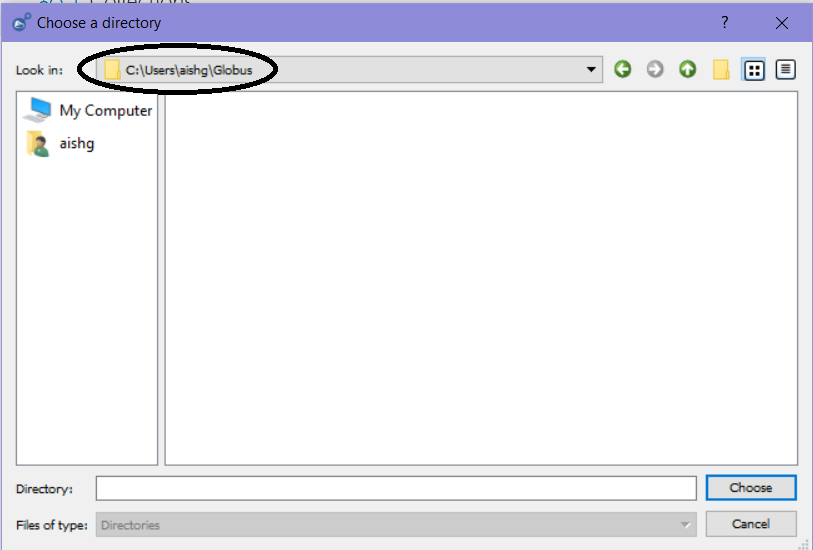 Choose a directory
?
Look in: C:\Users\aishg\Globus
My Computer
aishg
Directory:
Choose
Files of type: Directories
Cancel